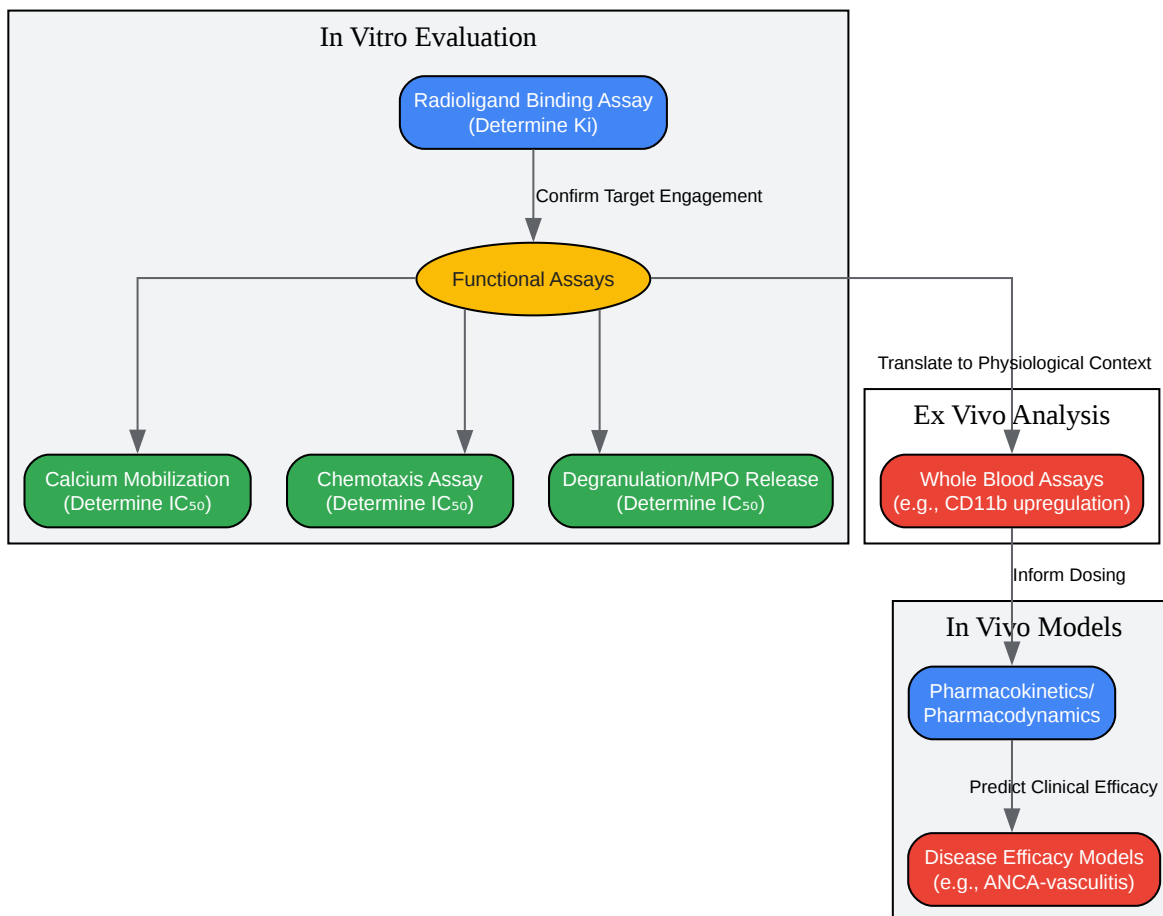 In Vitro Evaluation
Radioligand Binding Assay
(Determine Ki)
Confirm Target Engagement
Functional Assays
Translate to Physiological Context
Calcium Mobilization
(Determine IC₅₀)
Chemotaxis Assay
(Determine IC₅₀)
Degranulation/MPO Release
(Determine IC₅₀)
Ex Vivo Analysis
Whole Blood Assays
(e.g., CD11b upregulation)
Inform Dosing
In Vivo Models
Pharmacokinetics/
Pharmacodynamics
Predict Clinical Efficacy
Disease Efficacy Models
(e.g., ANCA-vasculitis)